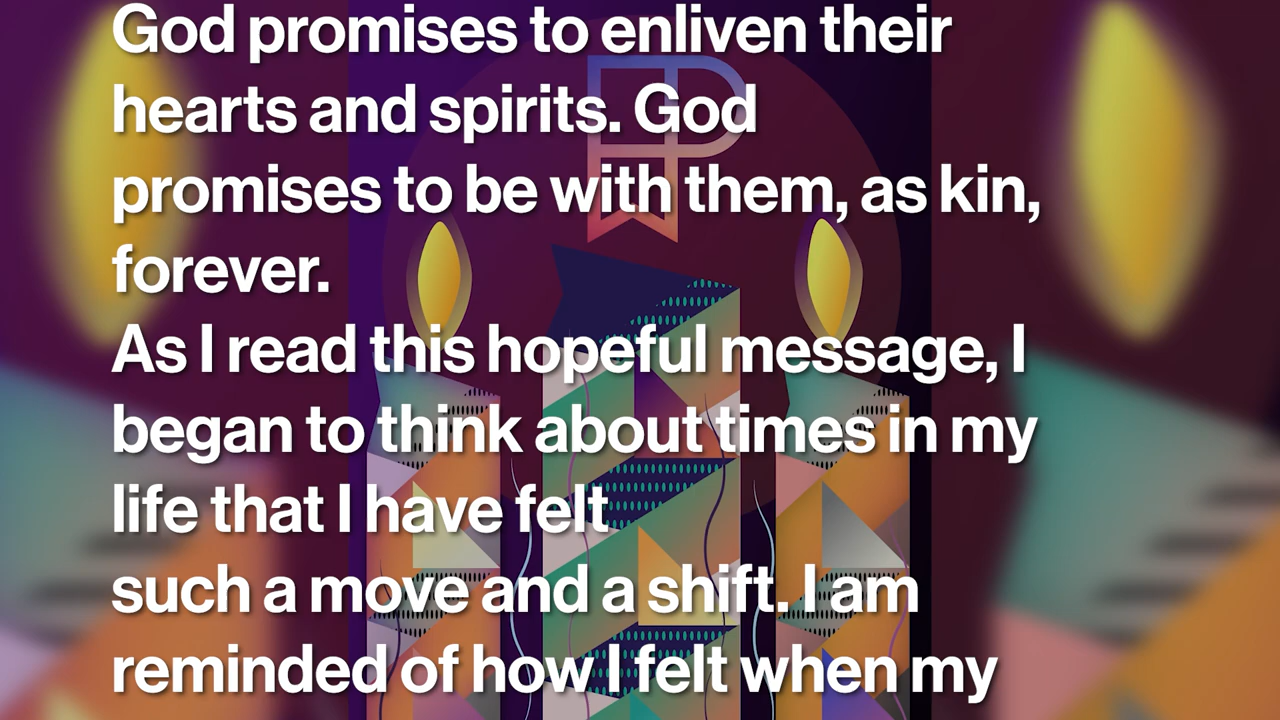 God promises to enliven their
hearts and spirits. God
promises to be with them, as kin,
forever.
As I read this hopeful message, I
began to think about times in my
life that I have felt
such a move and a shift. I am
reminded of how I felt when my